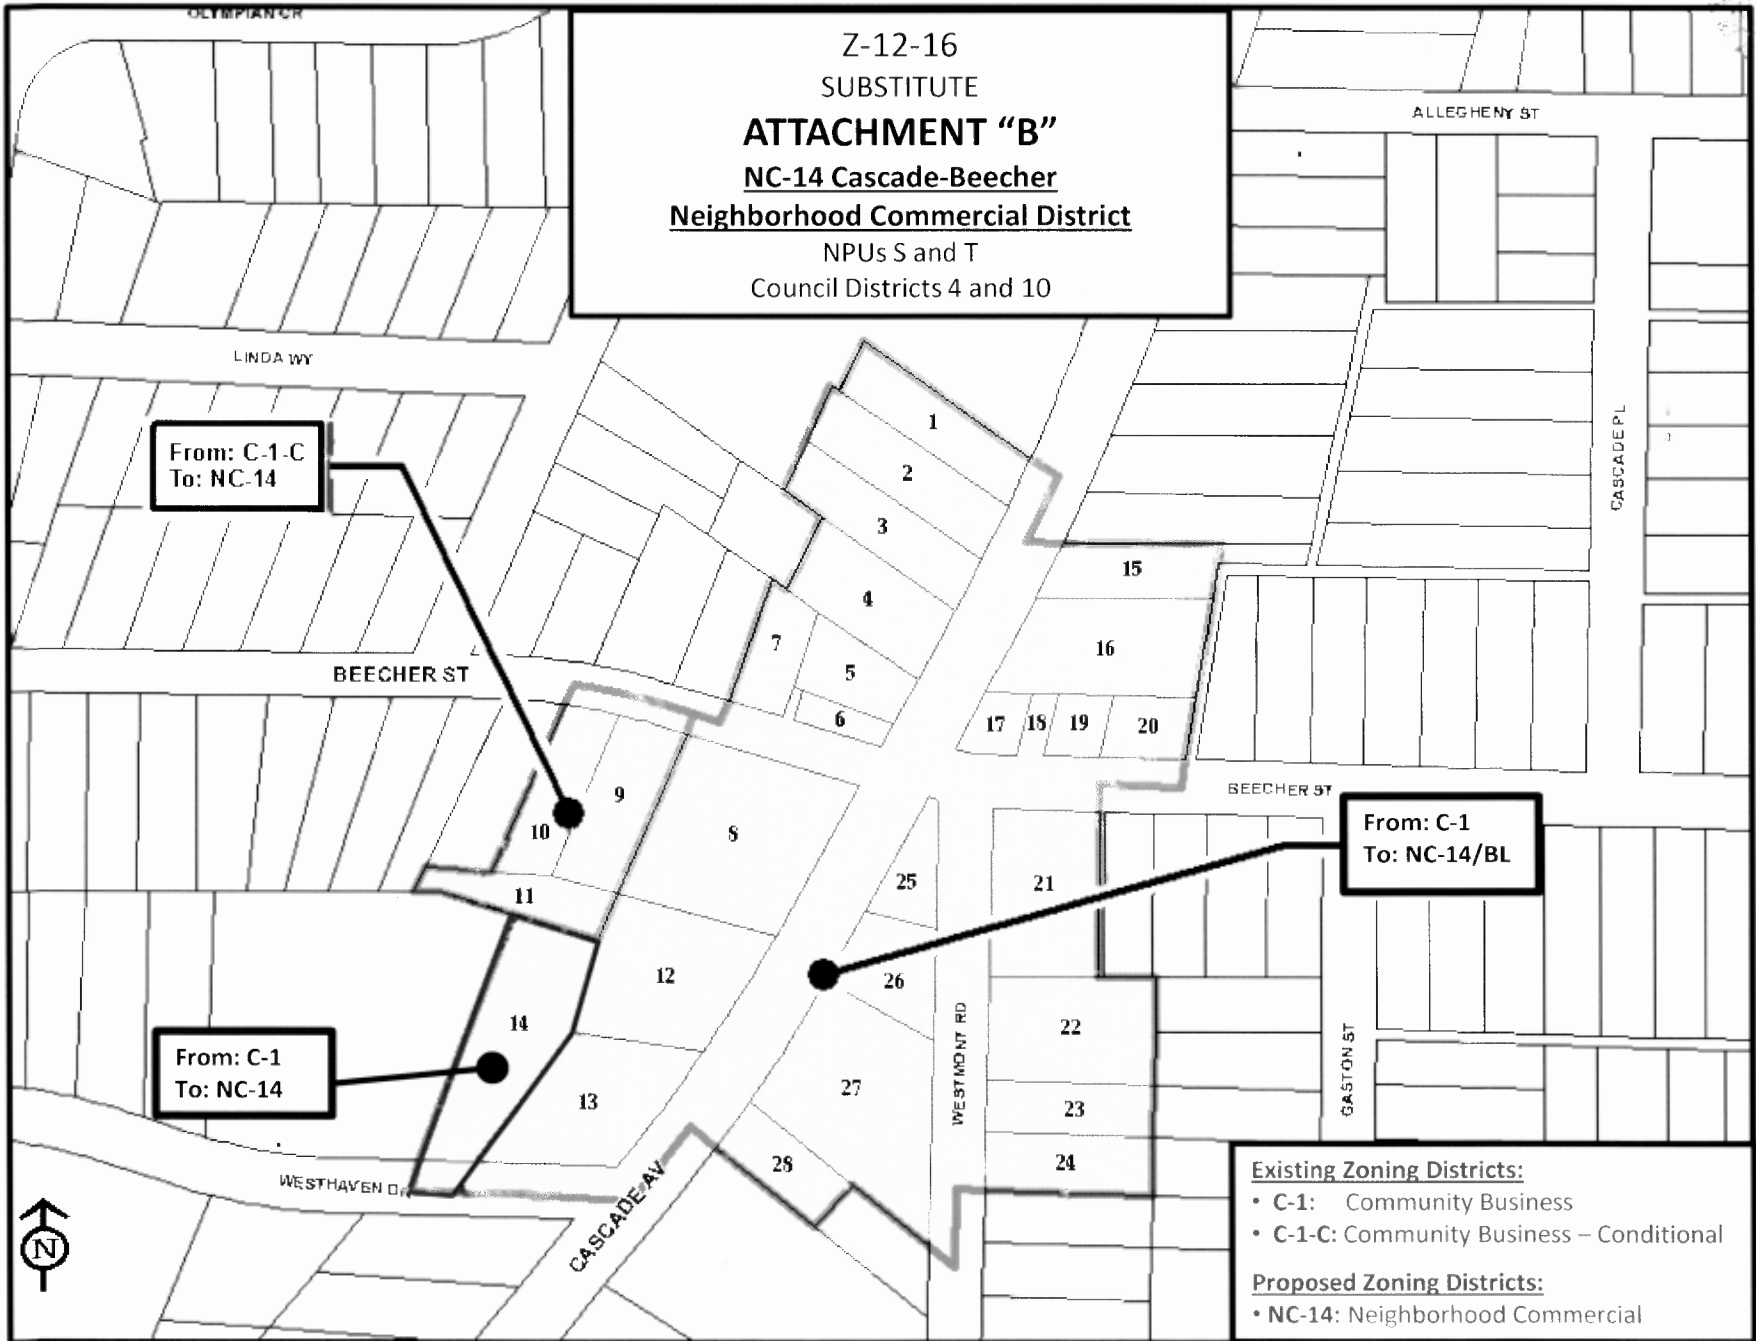 OLYMPIAN CR
Z-12-16
SUBSTITUTE
ATTACHMENT “B”
NC-14 Cascade-Beecher
Neighborhood Commercial District
NPUs S and T
Council Districts 4 and 10
ALLEGHENY ST
LINDA WY
CASCADE PL
From: C-1-C
To: NC-14
1
2
3
4
5
6
7
15
16
17
18
19
20
BEECHER ST
BEECHER ST
9
10
8
11
12
14
13
25
26
27
28
21
22
23
24
From: C-1
To: NC-14/BL
From: C-1
To: NC-14
WESTMONT RD
GASTON ST
WESTHAVEN D
CASCADE AV
N
Existing Zoning Districts:
• C-1: Community Business
• C-1-C: Community Business – Conditional
Proposed Zoning Districts:
• NC-14: Neighborhood Commercial